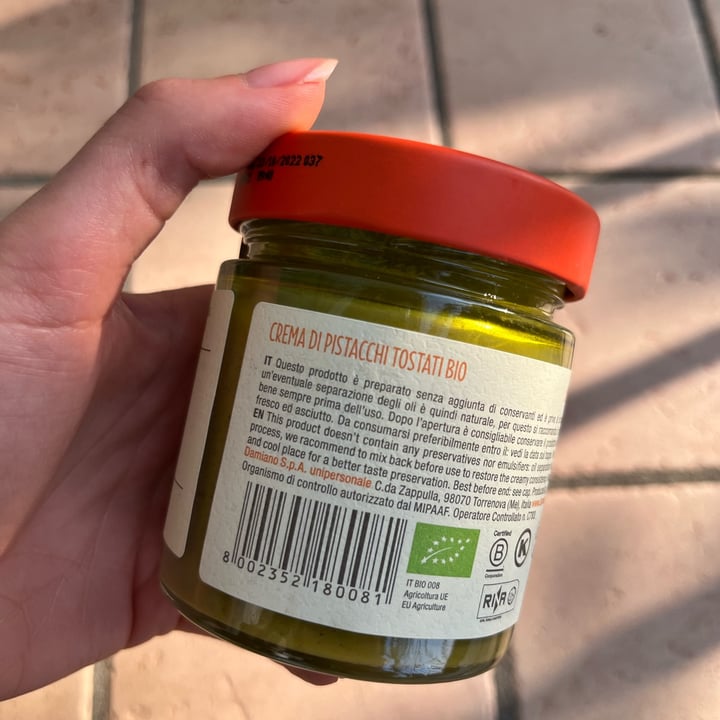 /2022 037
CREMA DI PISTACCHI TOSTATI BIO
IT Questo prodotto è preparato senza aggiunta di conservanti ed è privo
un'eventuale separazione degli oli è quindi naturale, per questo si raccomanda
bene sempre prima dell'uso. Dopo l'apertura è consigliabile conservare il
fresco ed asciutto. Da consumarsi preferibilmente entro il: vedi la data sul
EN This product doesn't contain any preservatives nor emulsifiers: oil
process, we recommend to mix back before use to restore the creamy
and cool place for a better taste preservation. Best before end: see cap.
Damiano S.p.A. unipersonale C.da Zappulla, 98070 Torrenova (Me), Italia
Organismo di controllo autorizzato dal MIPAAF. Operatore Controllato n.
8 002352 180081
IT BIO 008
Agricoltura UE
EU Agriculture
Certified
B
Corporation
K
RINA